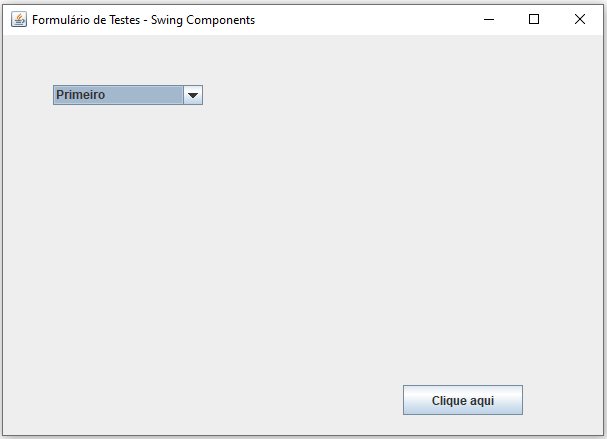 Formulário de Testes - Swing Components
Primeiro
Clique aqui